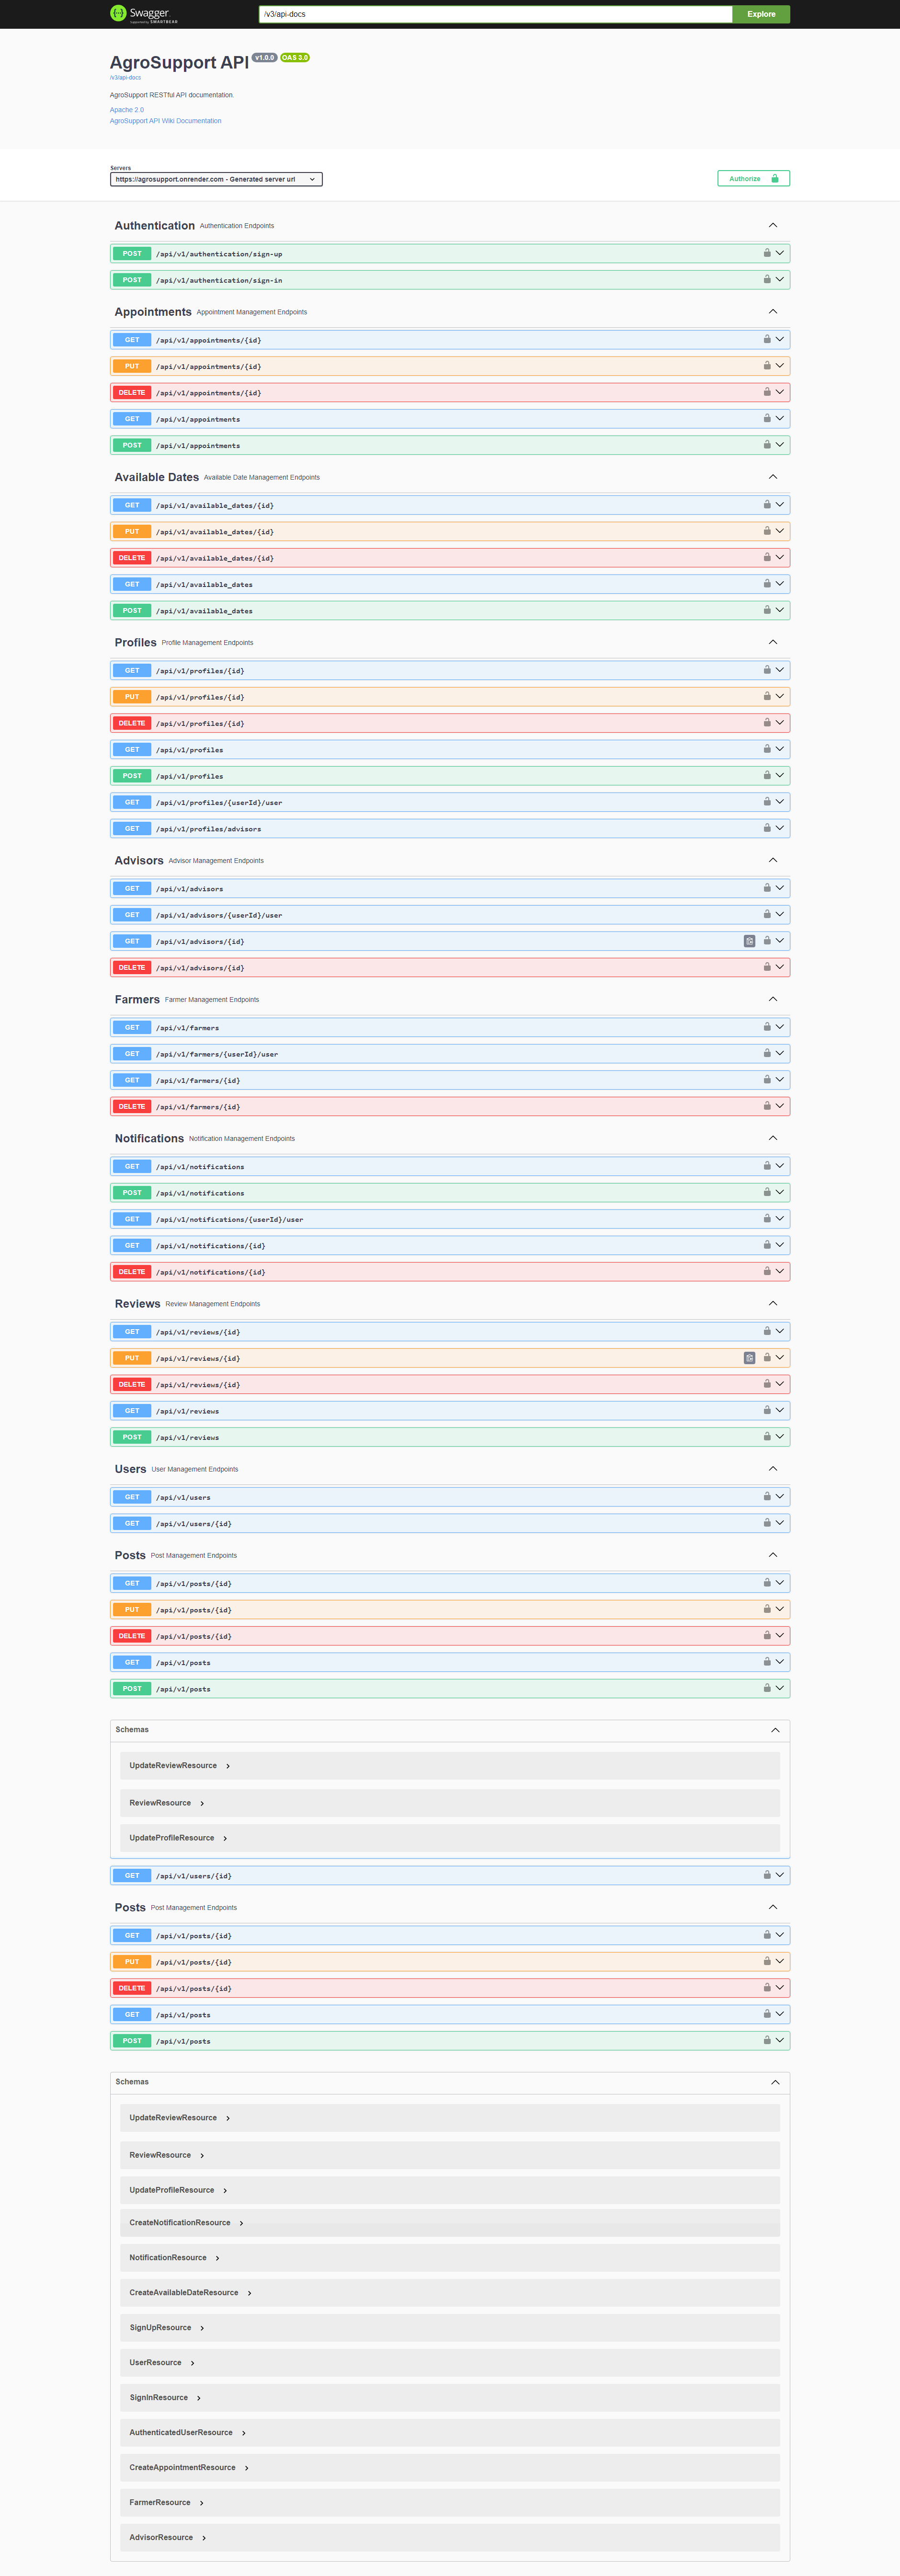 Swagger
Supported by SMARTBEAR
/v3/api-docs
Explore
AgroSupport API v1.0.0 OAS 3.0
/v3/api-docs
AgroSupport RESTful API documentation.
Apache 2.0
AgroSupport API Wiki Documentation
Servers
https://agrosupport.onrender.com - Generated server url
Authorize
Authentication Authentication Endpoints
POST /api/v1/authentication/sign-up
POST /api/v1/authentication/sign-in
Appointments Appointment Management Endpoints
GET /api/v1/appointments/{id}
PUT /api/v1/appointments/{id}
DELETE /api/v1/appointments/{id}
GET /api/v1/appointments
POST /api/v1/appointments
Available Dates Available Date Management Endpoints
GET /api/v1/available_dates/{id}
PUT /api/v1/available_dates/{id}
DELETE /api/v1/available_dates/{id}
GET /api/v1/available_dates
POST /api/v1/available_dates
Profiles Profile Management Endpoints
GET /api/v1/profiles/{id}
PUT /api/v1/profiles/{id}
DELETE /api/v1/profiles/{id}
GET /api/v1/profiles
POST /api/v1/profiles
GET /api/v1/profiles/{userId}/user
GET /api/v1/profiles/advisors
Advisors Advisor Management Endpoints
GET /api/v1/advisors
GET /api/v1/advisors/{userId}/user
GET /api/v1/advisors/{id}
DELETE /api/v1/advisors/{id}
Farmers Farmer Management Endpoints
GET /api/v1/farmers
GET /api/v1/farmers/{userId}/user
GET /api/v1/farmers/{id}
DELETE /api/v1/farmers/{id}
Notifications Notification Management Endpoints
GET /api/v1/notifications
POST /api/v1/notifications
GET /api/v1/notifications/{userId}/user
GET /api/v1/notifications/{id}
DELETE /api/v1/notifications/{id}
Reviews Review Management Endpoints
GET /api/v1/reviews/{id}
PUT /api/v1/reviews/{id}
DELETE /api/v1/reviews/{id}
GET /api/v1/reviews
POST /api/v1/reviews
Users User Management Endpoints
GET /api/v1/users
GET /api/v1/users/{id}
Posts Post Management Endpoints
GET /api/v1/posts/{id}
PUT /api/v1/posts/{id}
DELETE /api/v1/posts/{id}
GET /api/v1/posts
POST /api/v1/posts
Schemas
UpdateReviewResource
ReviewResource
UpdateProfileResource
GET /api/v1/users/{id}
Posts Post Management Endpoints
GET /api/v1/posts/{id}
PUT /api/v1/posts/{id}
DELETE /api/v1/posts/{id}
GET /api/v1/posts
POST /api/v1/posts
Schemas
UpdateReviewResource
ReviewResource
UpdateProfileResource
CreateNotificationResource
NotificationResource
CreateAvailableDateResource
SignUpResource
UserResource
SignInResource
AuthenticatedUserResource
CreateAppointmentResource
FarmerResource
AdvisorResource